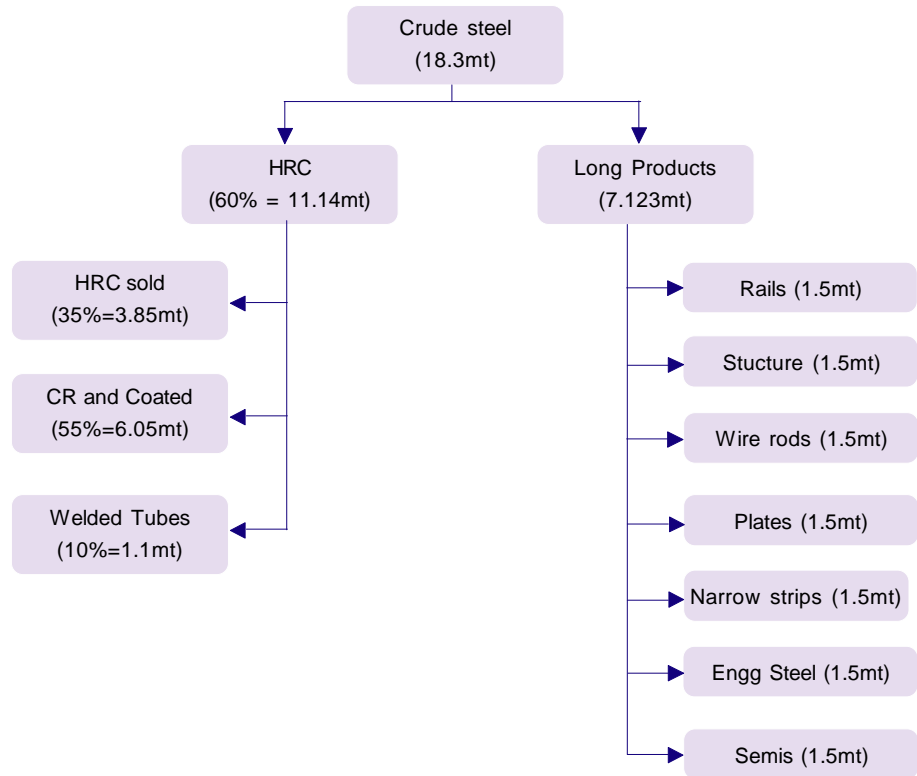 Crude steel
(18.3mt)
HRC
(60% = 11.14mt)
Long Products
(7.123mt)
HRC sold
(35%=3.85mt)
CR and Coated
(55%=6.05mt)
Welded Tubes
(10%=1.1mt)
Rails (1.5mt)
Stucture (1.5mt)
Wire rods (1.5mt)
Plates (1.5mt)
Narrow strips (1.5mt)
Engg Steel (1.5mt)
Semis (1.5mt)